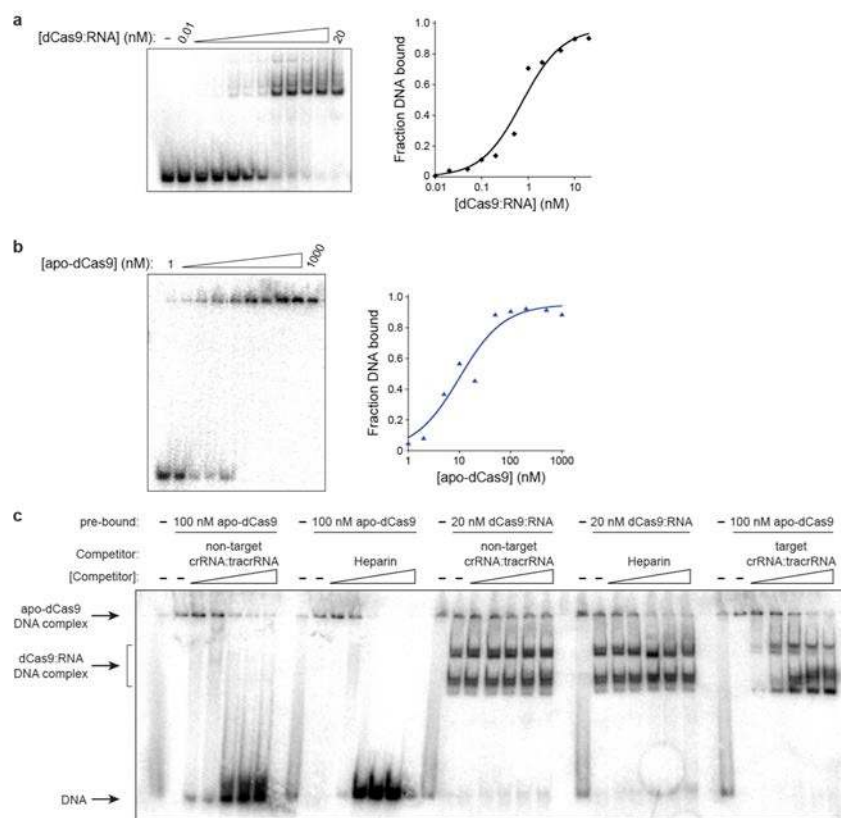 a
[dCas9:RNA] (nM): – 0.01 20
Fraction DNA bound
1.0
0.8
0.6
0.4
0.2
0.0
0.01 0.1 1 10
[dCas9:RNA] (nM)
b
[apo-dCas9] (nM): 1 1000
Fraction DNA bound
1.0
0.8
0.6
0.4
0.2
0
1 10 100 1000
[apo-dCas9] (nM)
c
pre-bound: – 100 nM apo-dCas9 – 100 nM apo-dCas9 – 20 nM dCas9:RNA – 20 nM dCas9:RNA – 100 nM apo-dCas9
Competitor: non-target crRNA:tracrRNA Heparin non-target crRNA:tracrRNA Heparin target crRNA:tracrRNA
[Competitor]: – – – – – – – – – –
apo-dCas9
DNA complex
dCas9:RNA
DNA complex
DNA